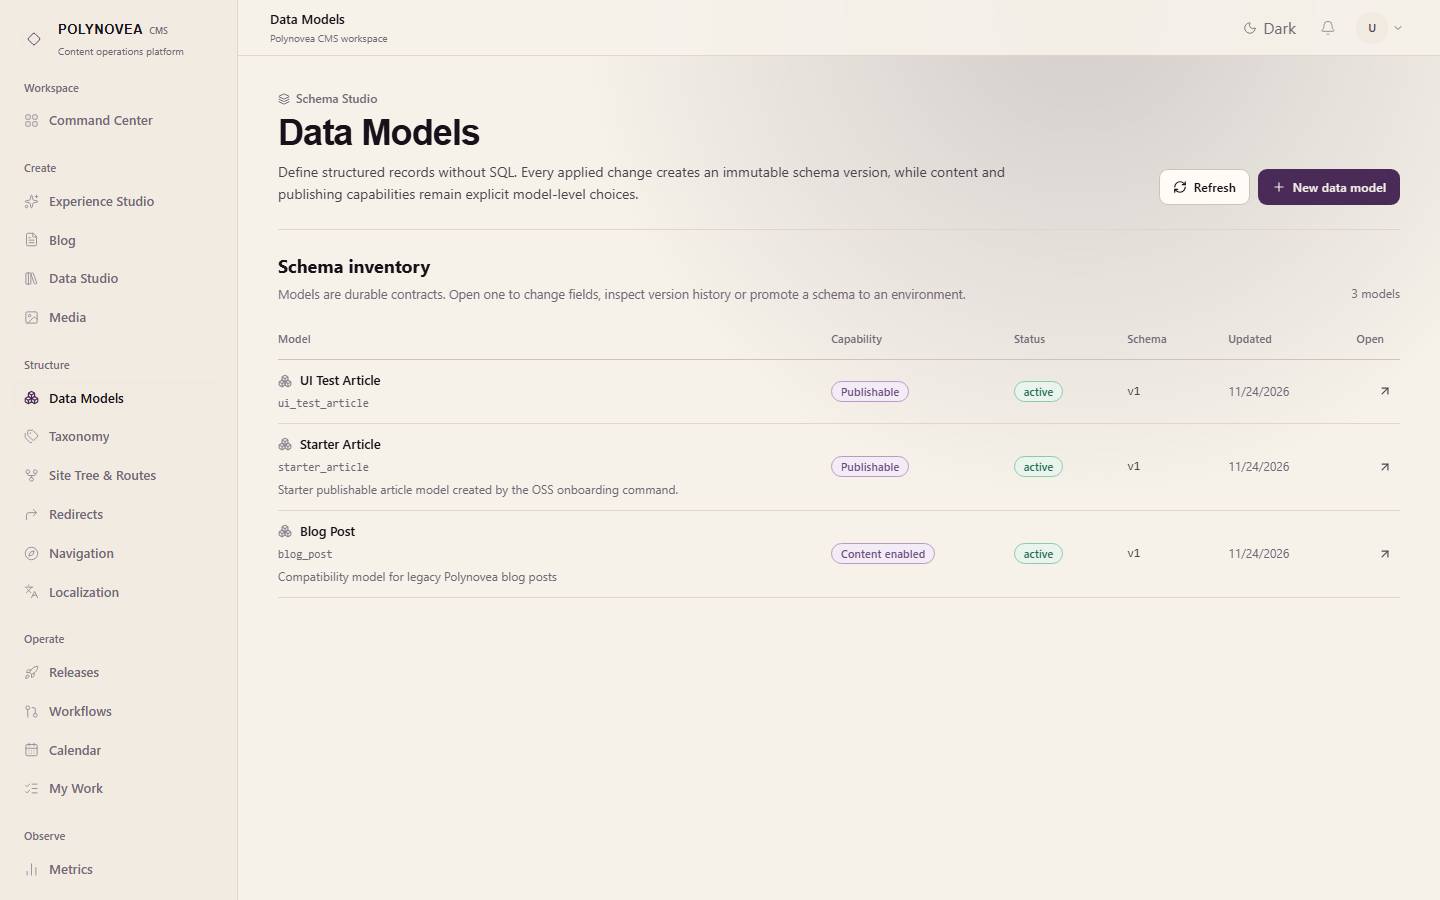 POLYNOVEA CMS
Content operations platform
Workspace
Command Center
Create
Experience Studio
Blog
Data Studio
Media
Structure
Data Models
Taxonomy
Site Tree & Routes
Redirects
Navigation
Localization
Operate
Releases
Workflows
Calendar
My Work
Observe
Metrics
Data Models
Polynovea CMS workspace
Dark
U
Schema Studio
Data Models
Define structured records without SQL. Every applied change creates an immutable schema version, while content and
publishing capabilities remain explicit model-level choices.
Refresh
New data model
Schema inventory
Models are durable contracts. Open one to change fields, inspect version history or promote a schema to an environment.
3 models
Model Capability Status Schema Updated Open
UI Test Article
ui_test_article
Publishable active v1 11/24/2026
Starter Article
starter_article
Starter publishable article model created by the OSS onboarding command.
Publishable active v1 11/24/2026
Blog Post
blog_post
Compatibility model for legacy Polynovea blog posts
Content enabled active v1 11/24/2026